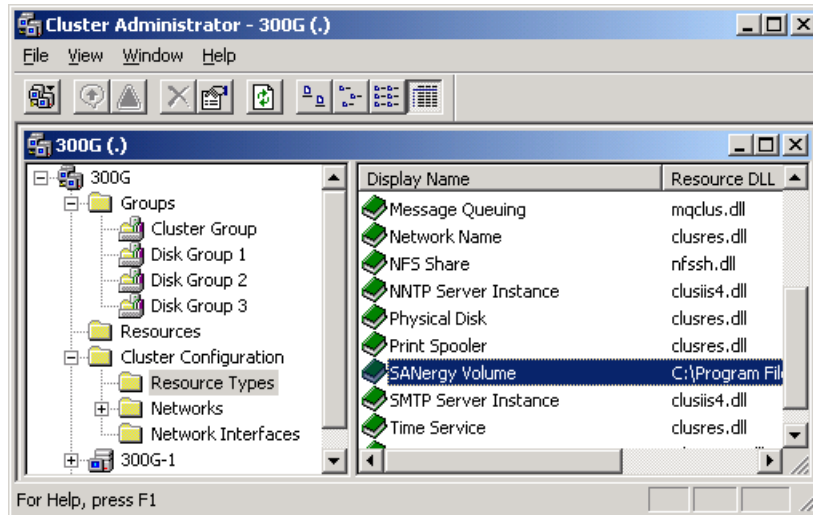 Cluster Administrator - 300G (.)
File View Window Help
300G (.)
300G
Groups
Cluster Group
Disk Group 1
Disk Group 2
Disk Group 3
Resources
Cluster Configuration
Resource Types
Networks
Network Interfaces
300G-1
Display Name Resource DLL
Message Queuing mqclus.dll
Network Name clusres.dll
NFS Share nfssh.dll
NNTP Server Instance clusiis4.dll
Physical Disk clusres.dll
Print Spooler clusres.dll
SANergy Volume C:\Program Fil
SMTP Server Instance clusiis4.dll
Time Service clusres.dll
For Help, press F1